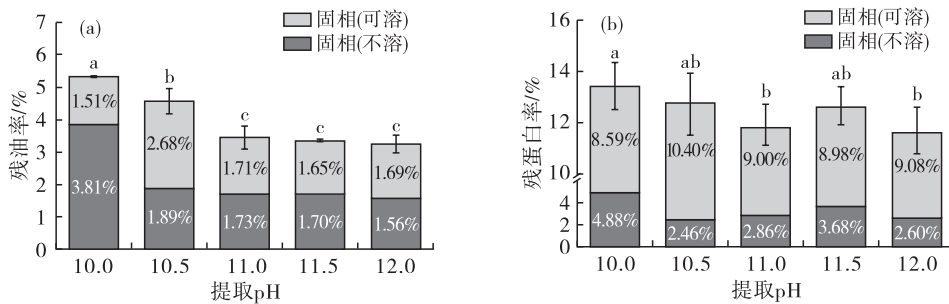 (a)
固相(可溶)
固相(不溶)
残油率/%
7
6
5
4
3
2
1
0
a
b
c
c
c
1.51%
2.68%
1.71%
1.65%
1.69%
3.81%
1.89%
1.73%
1.70%
1.56%
10.0
10.5
11.0
11.5
12.0
提取pH
(b)
固相(可溶)
固相(不溶)
残蛋白率/%
16
14
12
10
4
2
0
a
ab
b
ab
b
8.59%
10.40%
9.00%
8.98%
9.08%
4.88%
2.46%
2.86%
3.68%
2.60%
10.0
10.5
11.0
11.5
12.0
提取pH